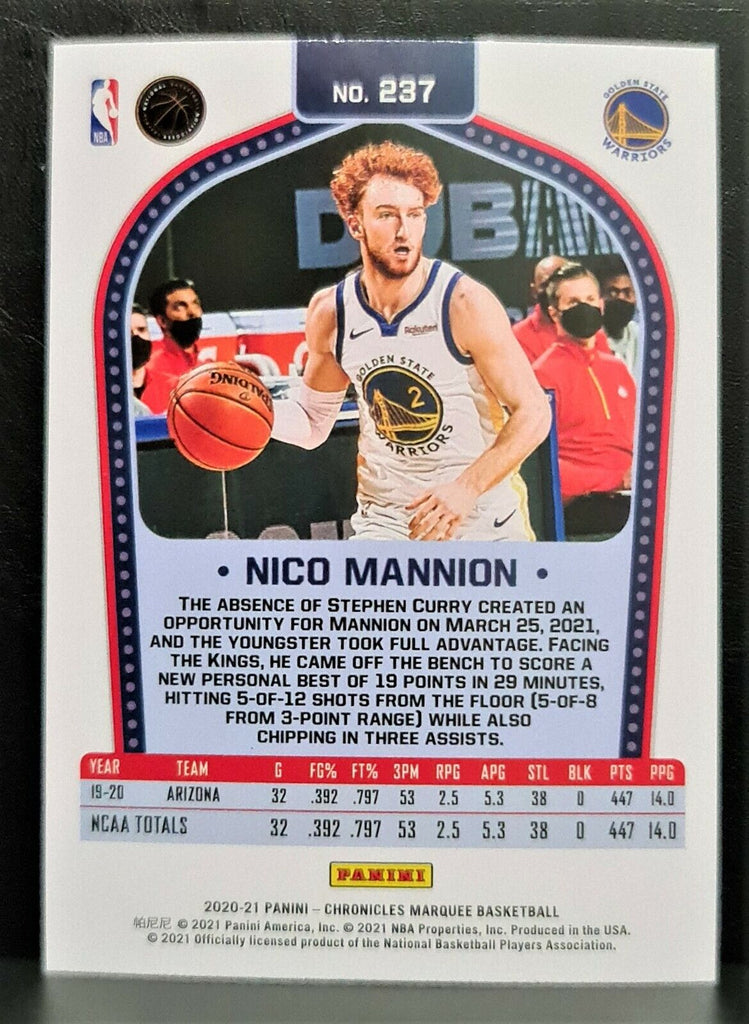 NO. 237
NBA
GOLDEN STATE
WARRIORS
DUB
SPALDING
Rakuten
GOLDEN STATE
2
WARRIORS
• NICO MANNION •
THE ABSENCE OF STEPHEN CURRY CREATED AN
OPPORTUNITY FOR MANNION ON MARCH 25, 2021,
AND THE YOUNGSTER TOOK FULL ADVANTAGE. FACING
THE KINGS, HE CAME OFF THE BENCH TO SCORE A
NEW PERSONAL BEST OF 19 POINTS IN 29 MINUTES,
HITTING 5-OF-12 SHOTS FROM THE FLOOR (5-OF-8
FROM 3-POINT RANGE) WHILE ALSO
CHIPPING IN THREE ASSISTS.
YEAR TEAM G FG% FT% 3PM RPG APG STL BLK PTS PPG
19-20 ARIZONA 32 .392 .797 53 2.5 5.3 38 0 447 14.0
NCAA TOTALS 32 .392 .797 53 2.5 5.3 38 0 447 14.0
PANINI
2020-21 PANINI – CHRONICLES MARQUEE BASKETBALL
帕尼尼 © 2021 Panini America, Inc. © 2021 NBA Properties, Inc. Produced in the USA.
© 2021 Officially licensed product of the National Basketball Players Association.